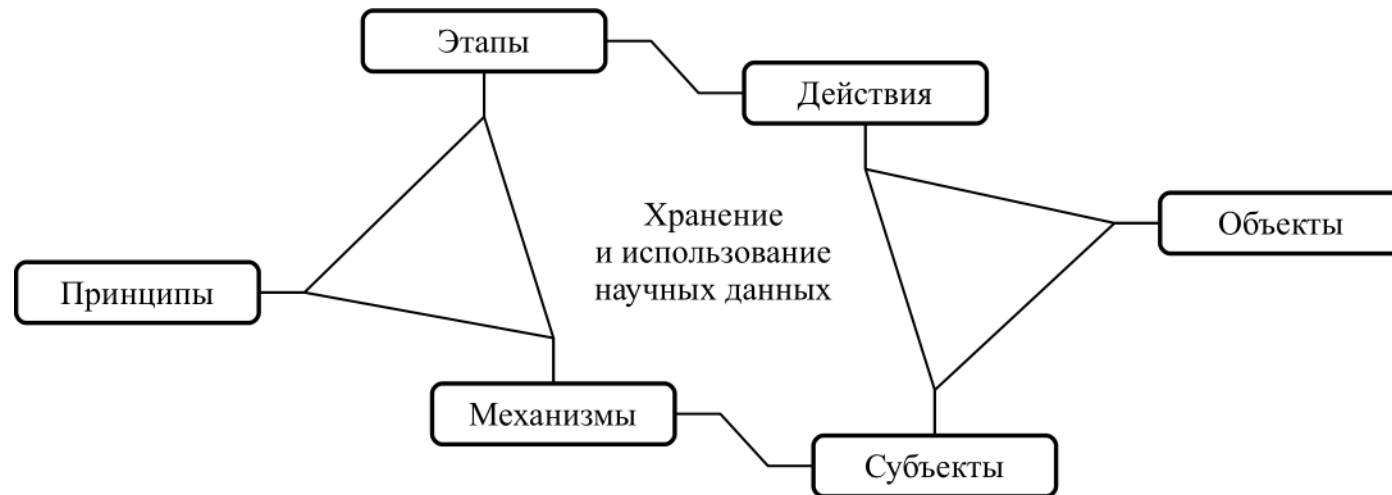 Этапы
Действия
Хранение
и использование
научных данных
Объекты
Принципы
Механизмы
Субъекты